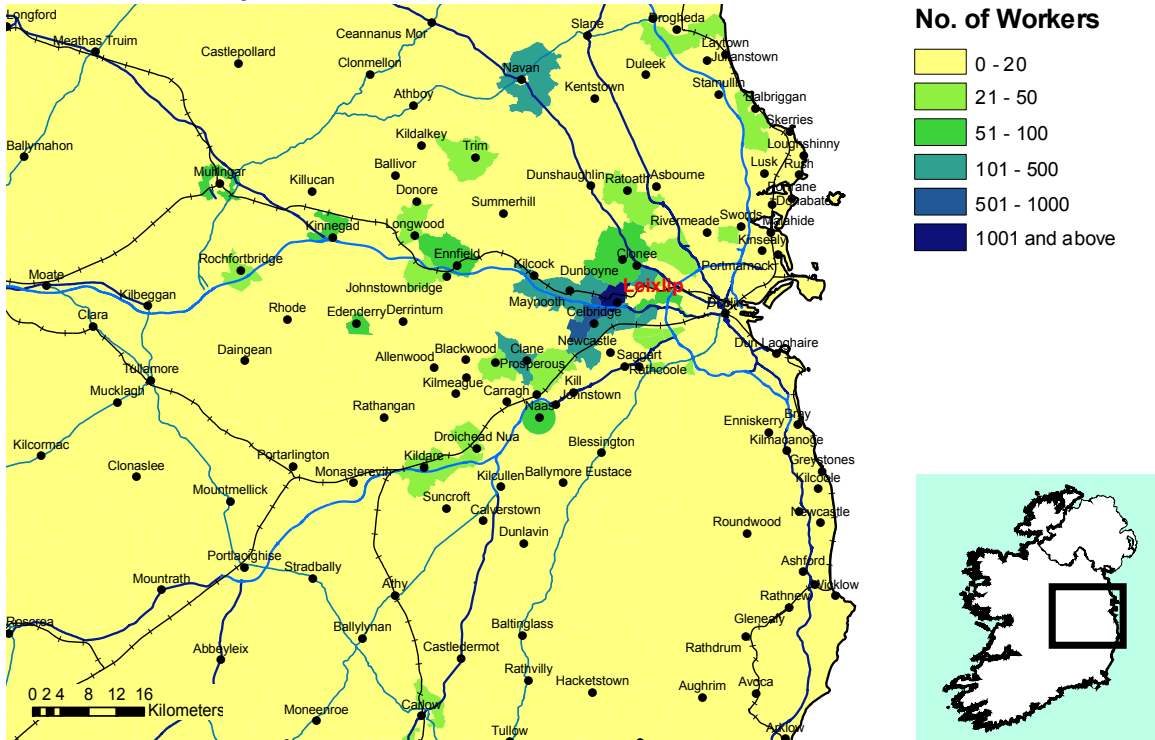 Longford
Drogheda
Slane
Ceannanus Mor
Meathas Truim
Castlepollard
Laytown
Julianstown
Clonmellon
Navan
Duleek
Stamullin
Kentstown
Athboy
Balbriggan
Skerries
Kildalkey
Trim
Loughshinny
Ballymahon
Ballivor
Lusk
Rush
Mullngar
Killucan
Donore
Dunshaughlin
Ratoath
Asbourne
Donabate
Summerhill
Rivermeade
Swords
Malahide
Kinnegad
Longwood
Kinsealy
Ennfield
Clonee
Rochfortbridge
Kilcock
Dunboyne
Portmarnock
Moate
Johnstownbridge
Leixlip
Kilbeggan
Maynooth
Dublin
Clara
Rhode
Edenderry
Derrinturn
Celbridge
Newcastle
Dun Laoghaire
Daingean
Allenwood
Blackwood
Clane
Saggart
Prosperous
Rathcoole
Tullamore
Kilmeague
Kill
Mucklagh
Carragh
Johnstown
Rathangan
Naas
Enniskerry
Bray
Kilcormac
Droichead Nua
Blessington
Kilmacanoge
Clonaslee
Portarlington
Kildare
Greystones
Monasterevin
Kilcullen
Ballymore Eustace
Kilcoole
Mountmellick
Suncroft
Calverstown
Newcastle
Roundwood
Dunlavin
Portlaoighise
Ashford
Mountrath
Stradbally
Athy
Wicklow
Rathnew
Roscrea
Glenealy
Ballylynan
Baltinglass
Abbeyleix
Castledermot
Rathdrum
Rathvilly
Hacketstown
Aughrim
Avoca
Moneenroe
Carlow
Tullow
Arklow
0 2 4 8 12 16
Kilometers
No. of Workers
0 - 20
21 - 50
51 - 100
101 - 500
501 - 1000
1001 and above